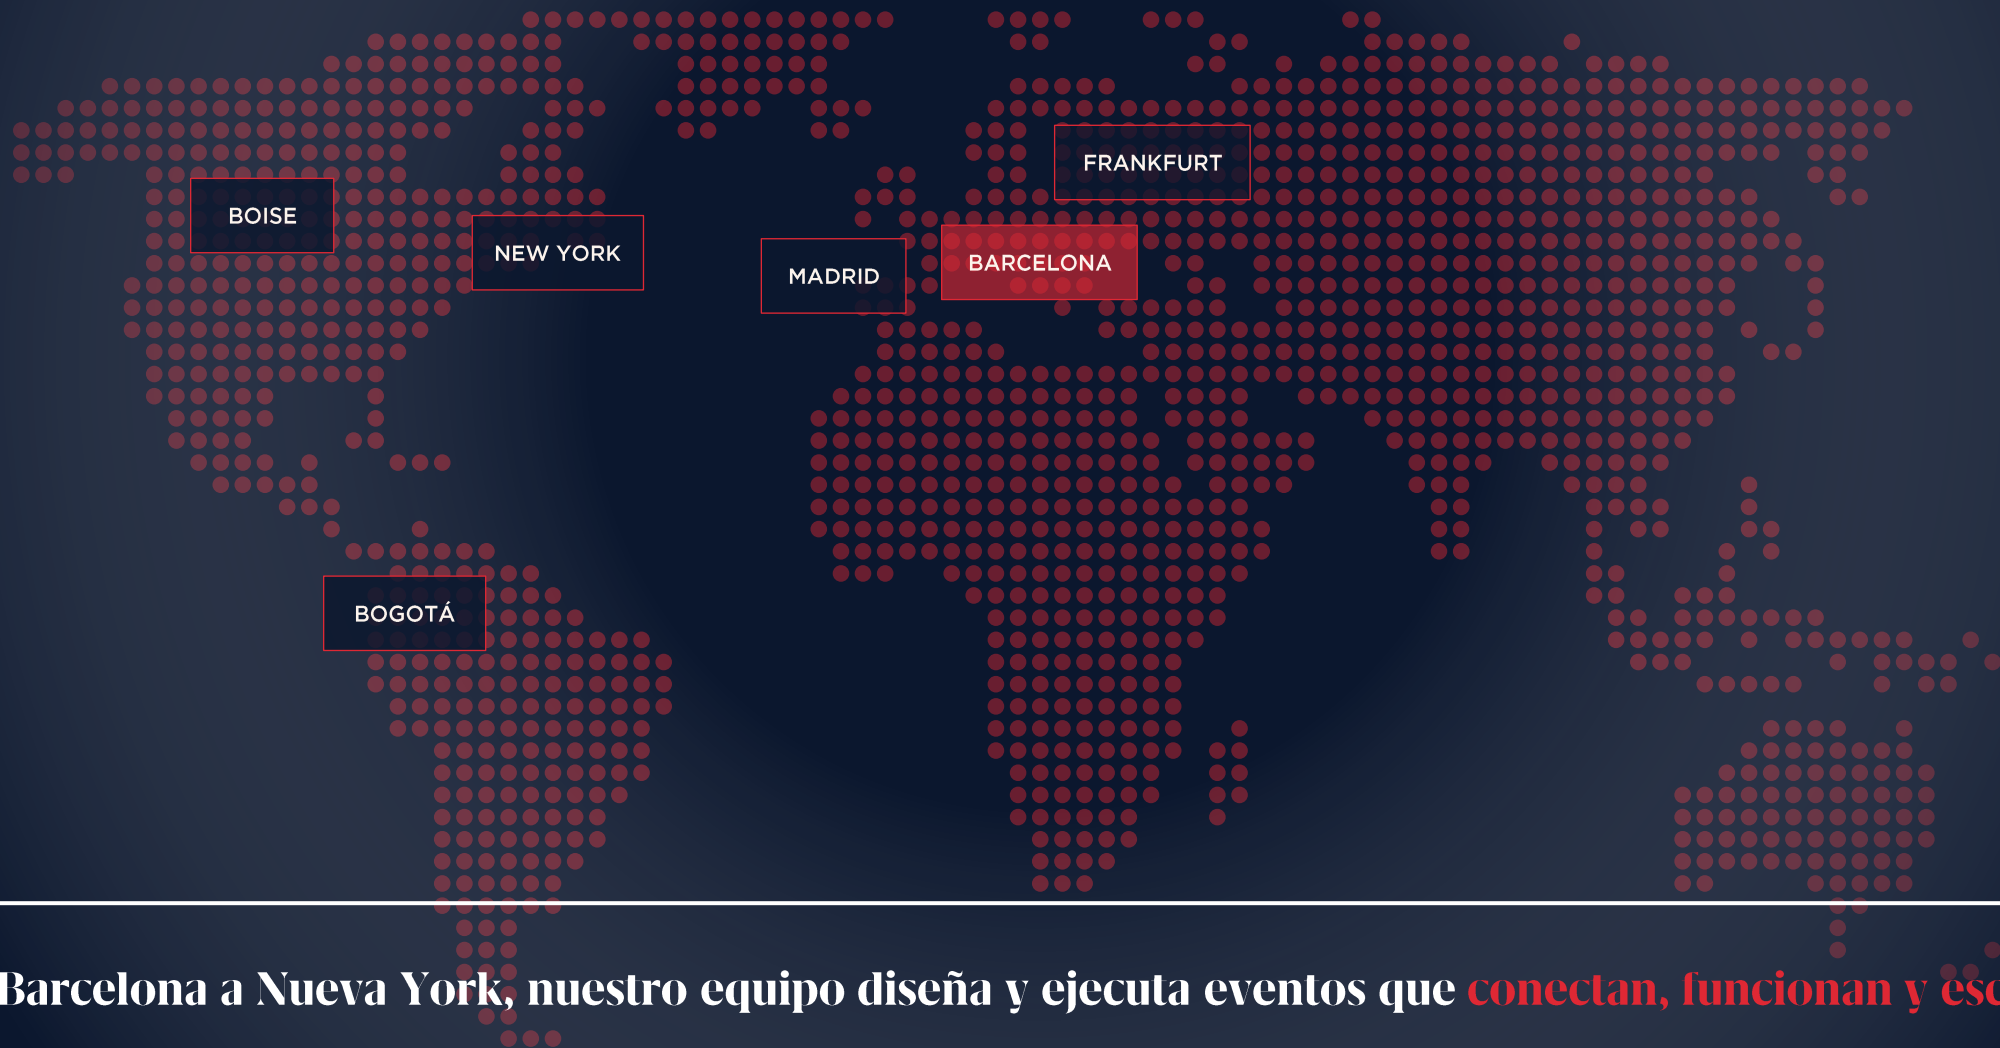 FRANKFURT
BOISE
NEW YORK
MADRID
BARCELONA
BOGOTÁ
Barcelona a Nueva York, nuestro equipo diseña y ejecuta eventos que conectan, funcionan y